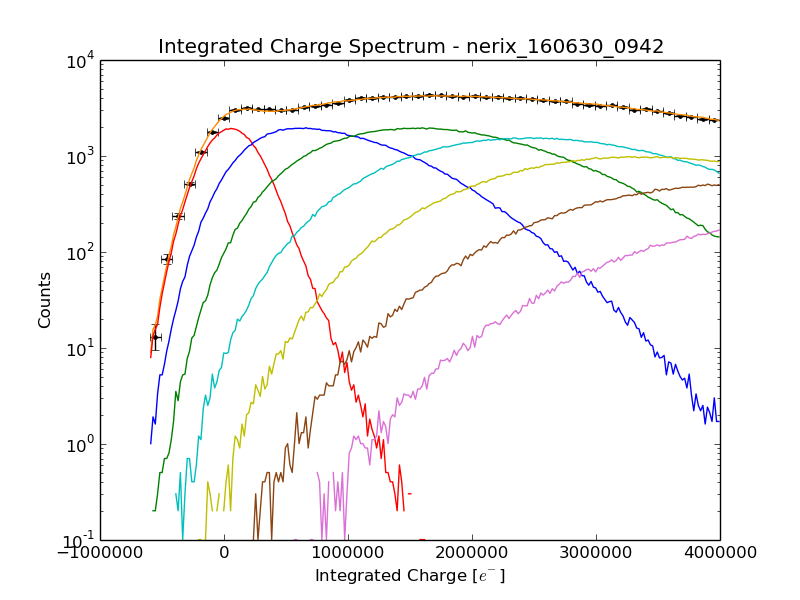 Integrated Charge Spectrum - nerix_160630_0942
10^4
10^3
10^2
10^1
10^0
10^-1
Counts
−1000000 0 1000000 2000000 3000000 4000000
Integrated Charge [e^-]